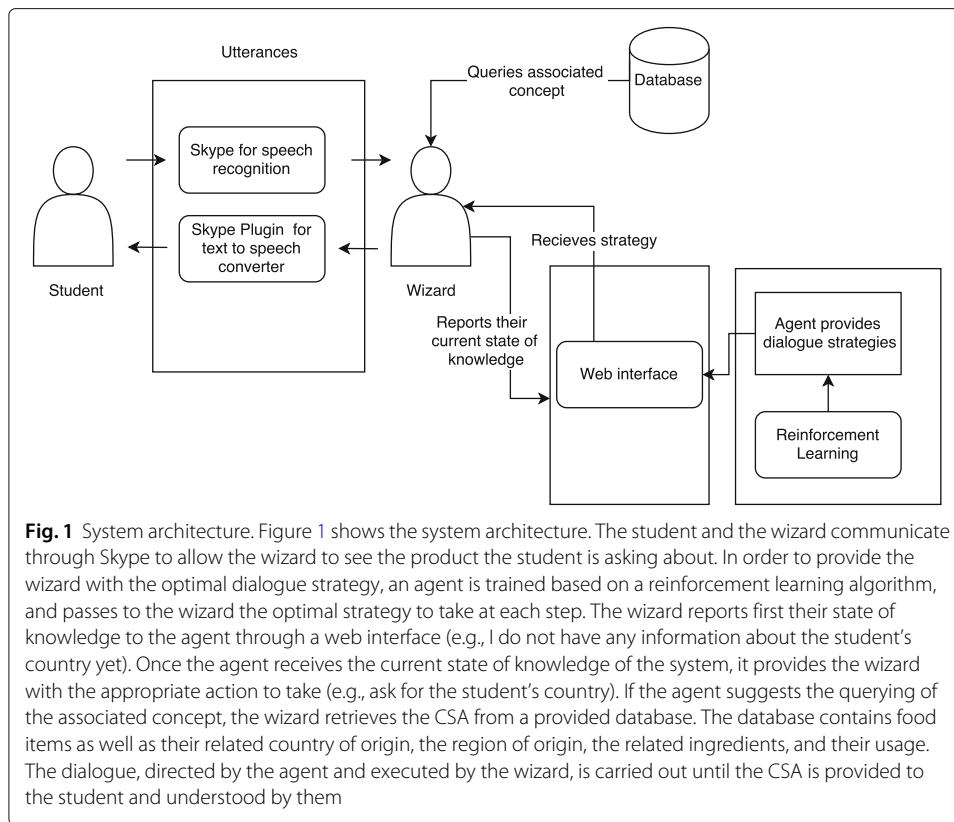 Utterances
Queries associated
concept
Database
Skype for speech
recognition
Skype Plugin for
text to speech
converter
Student
Wizard
Recieves strategy
Reports their
current state of
knowledge
Web interface
Agent provides
dialogue strategies
Reinforcement
Learning
Fig. 1 System architecture. Figure 1 shows the system architecture. The student and the wizard communicate
through Skype to allow the wizard to see the product the student is asking about. In order to provide the
wizard with the optimal dialogue strategy, an agent is trained based on a reinforcement learning algorithm,
and passes to the wizard the optimal strategy to take at each step. The wizard reports first their state of
knowledge to the agent through a web interface (e.g., I do not have any information about the student’s
country yet). Once the agent receives the current state of knowledge of the system, it provides the wizard
with the appropriate action to take (e.g., ask for the student’s country). If the agent suggests the querying of
the associated concept, the wizard retrieves the CSA from a provided database. The database contains food
items as well as their related country of origin, the region of origin, the related ingredients, and their usage.
The dialogue, directed by the agent and executed by the wizard, is carried out until the CSA is provided to
the student and understood by them